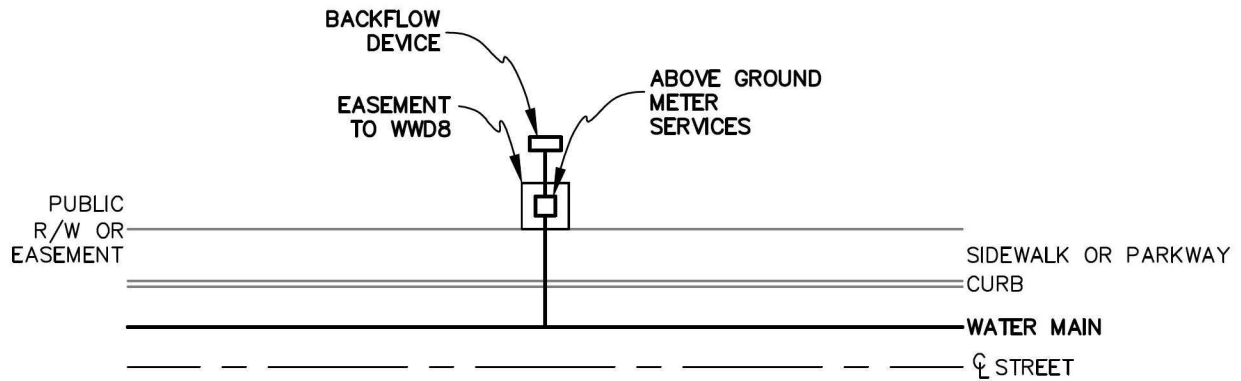 BACKFLOW
DEVICE
ABOVE GROUND
METER
SERVICES
EASEMENT
TO WWD8
PUBLIC
R/W OR
EASEMENT
SIDEWALK OR PARKWAY
CURB
WATER MAIN
℄ STREET